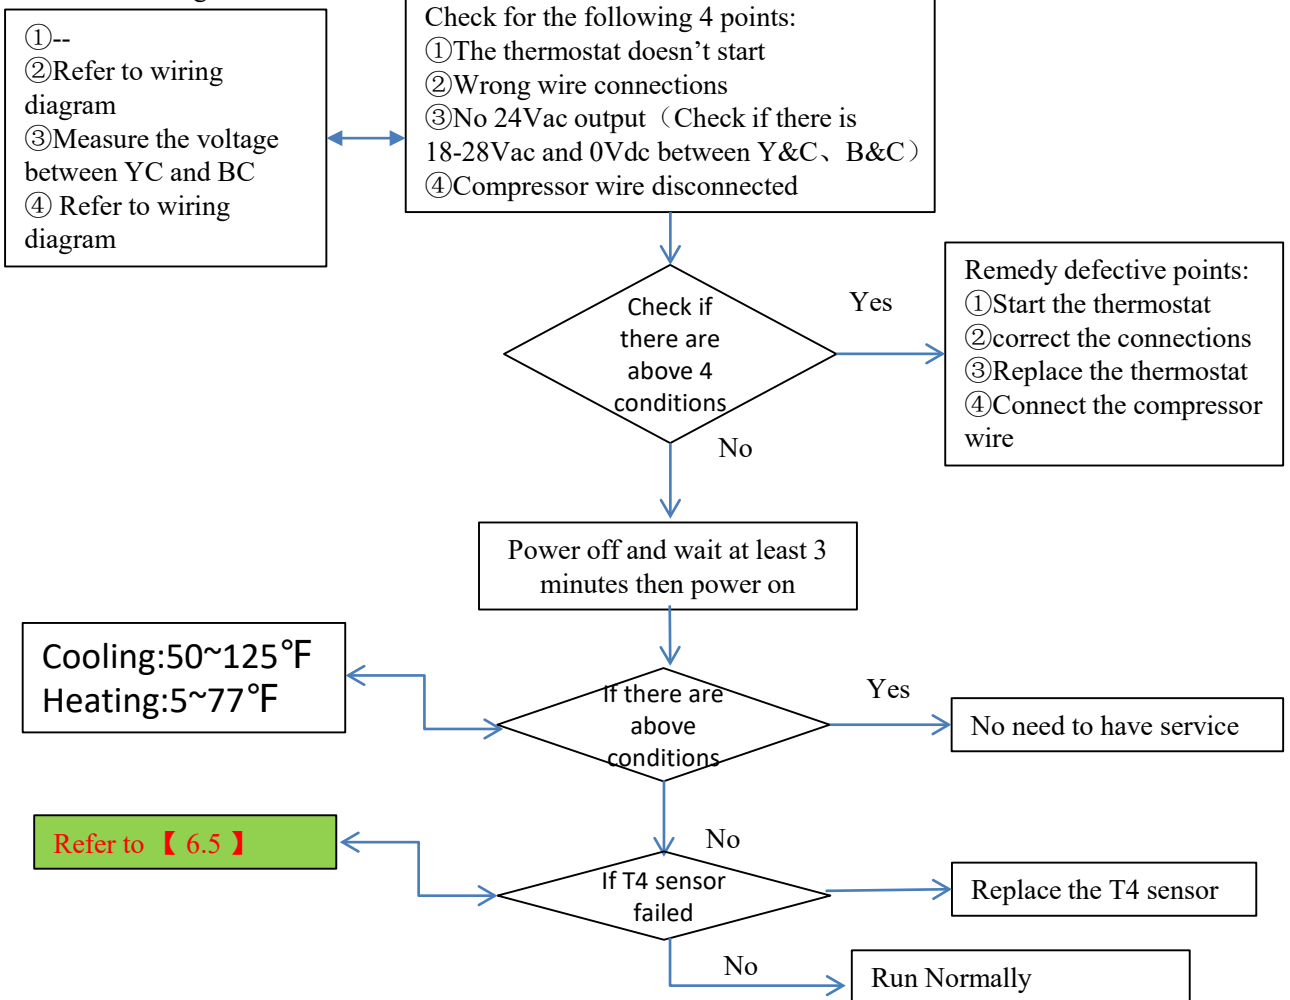 ①--
②Refer to wiring
diagram
③Measure the voltage
between YC and BC
④ Refer to wiring
diagram
Check for the following 4 points:
①The thermostat doesn’t start
②Wrong wire connections
③No 24Vac output（Check if there is
18-28Vac and 0Vdc between Y&C、B&C）
④Compressor wire disconnected
Check if
there are
above 4
conditions
Yes
Remedy defective points:
①Start the thermostat
②correct the connections
③Replace the thermostat
④Connect the compressor
wire
No
Power off and wait at least 3
minutes then power on
Cooling:50~125℉
Heating:5~77℉
If there are
above
conditions
Yes
No need to have service
No
Refer to 【 6.5 】
If T4 sensor
failed
Replace the T4 sensor
No
Run Normally